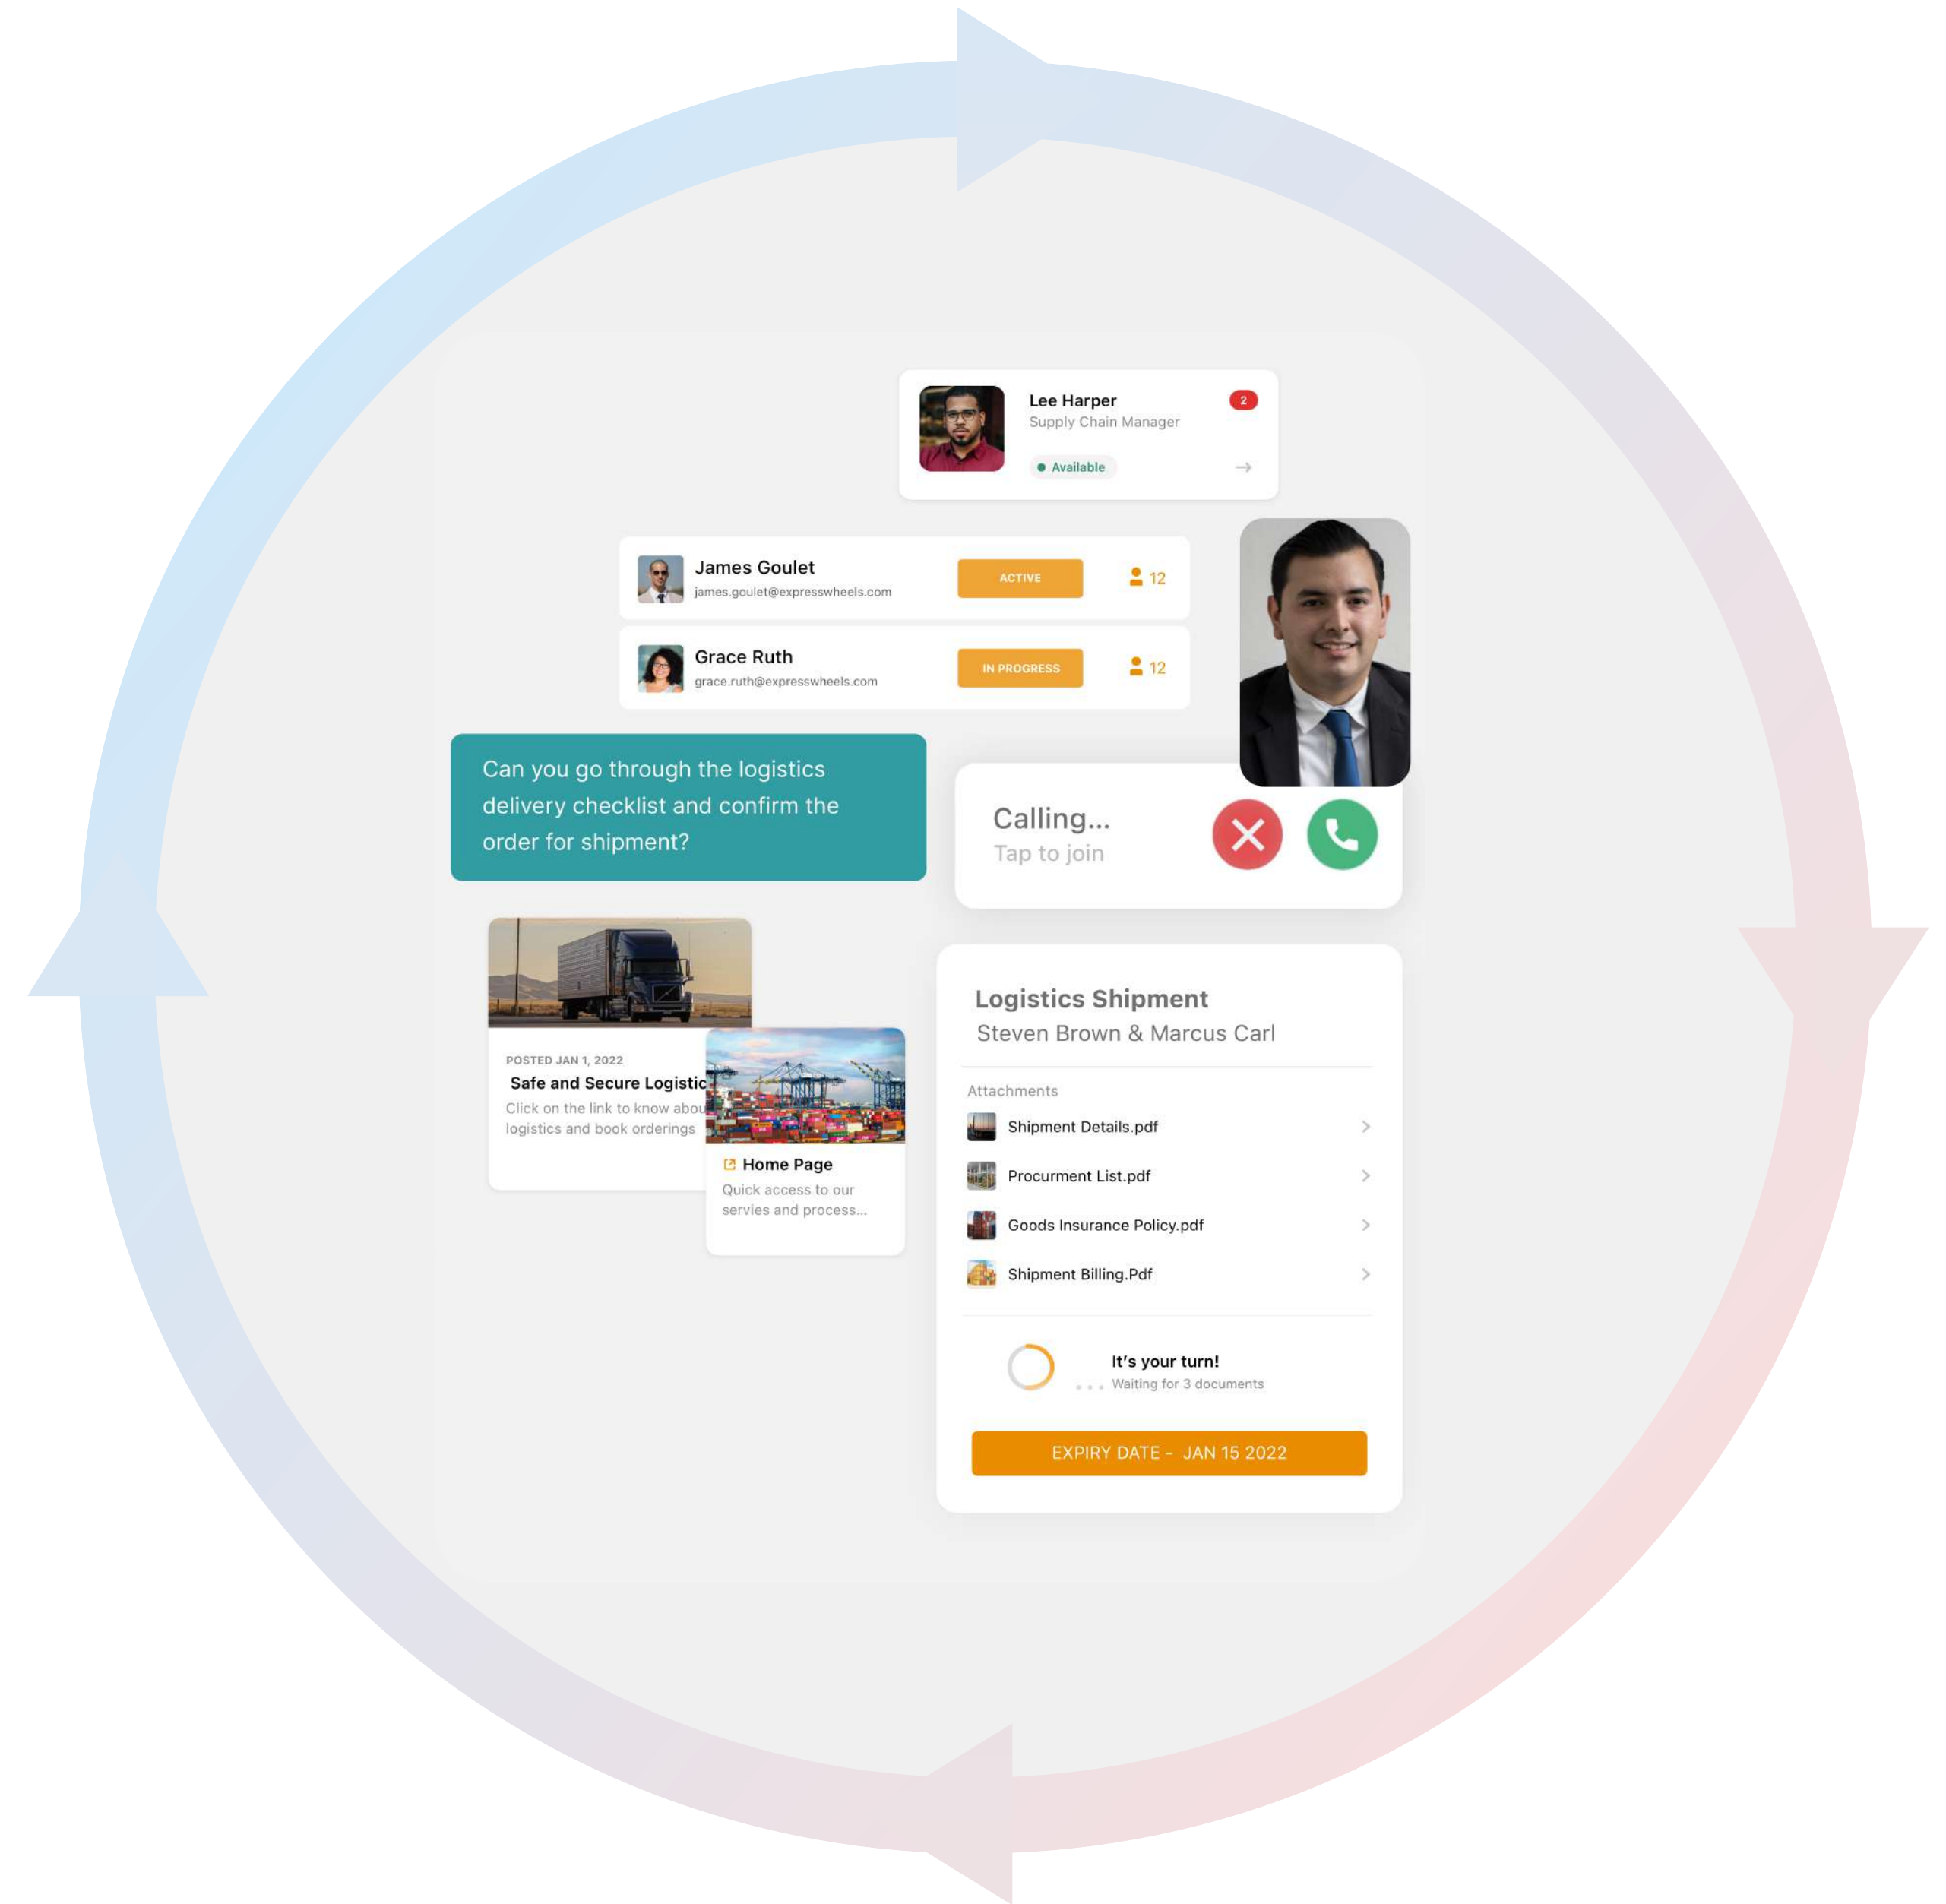 Lee Harper
2
Supply Chain Manager
Available
James Goulet
james.goulet@expresswheels.com
ACTIVE
12
Grace Ruth
grace.ruth@expresswheels.com
IN PROGRESS
12
Can you go through the logistics
delivery checklist and confirm the
order for shipment?
Calling...
Tap to join
POSTED JAN 1, 2022
Safe and Secure Logistic
Click on the link to know abou
logistics and book orderings
Home Page
Quick access to our
servies and process...
Logistics Shipment
Steven Brown & Marcus Carl
Attachments
Shipment Details.pdf
Procurment List.pdf
Goods Insurance Policy.pdf
Shipment Billing.Pdf
It's your turn!
Waiting for 3 documents
EXPIRY DATE - JAN 15 2022